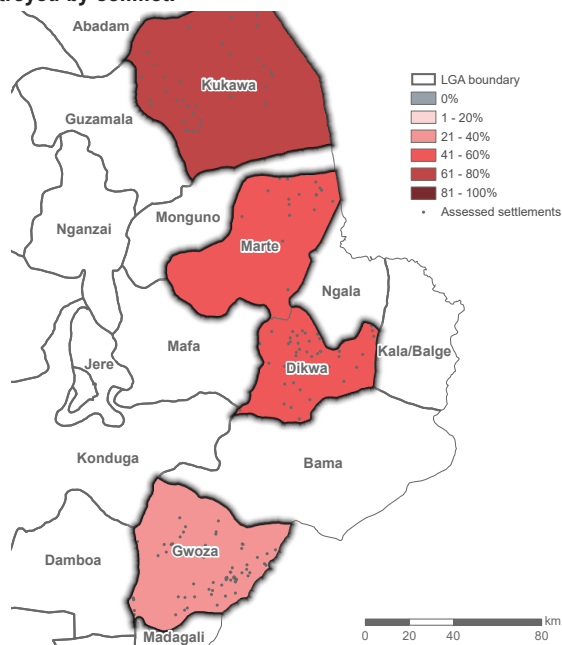 Abadam
Kukawa
Guzamala
LGA boundary
0%
1 - 20%
21 - 40%
41 - 60%
61 - 80%
81 - 100%
Assessed settlements
Monguno
Nganzai
Marte
Ngala
Mafa
Kala/Balge
Jere
Dikwa
Konduga
Bama
Gwoza
Damboa
Madagali
km
0 20 40 80